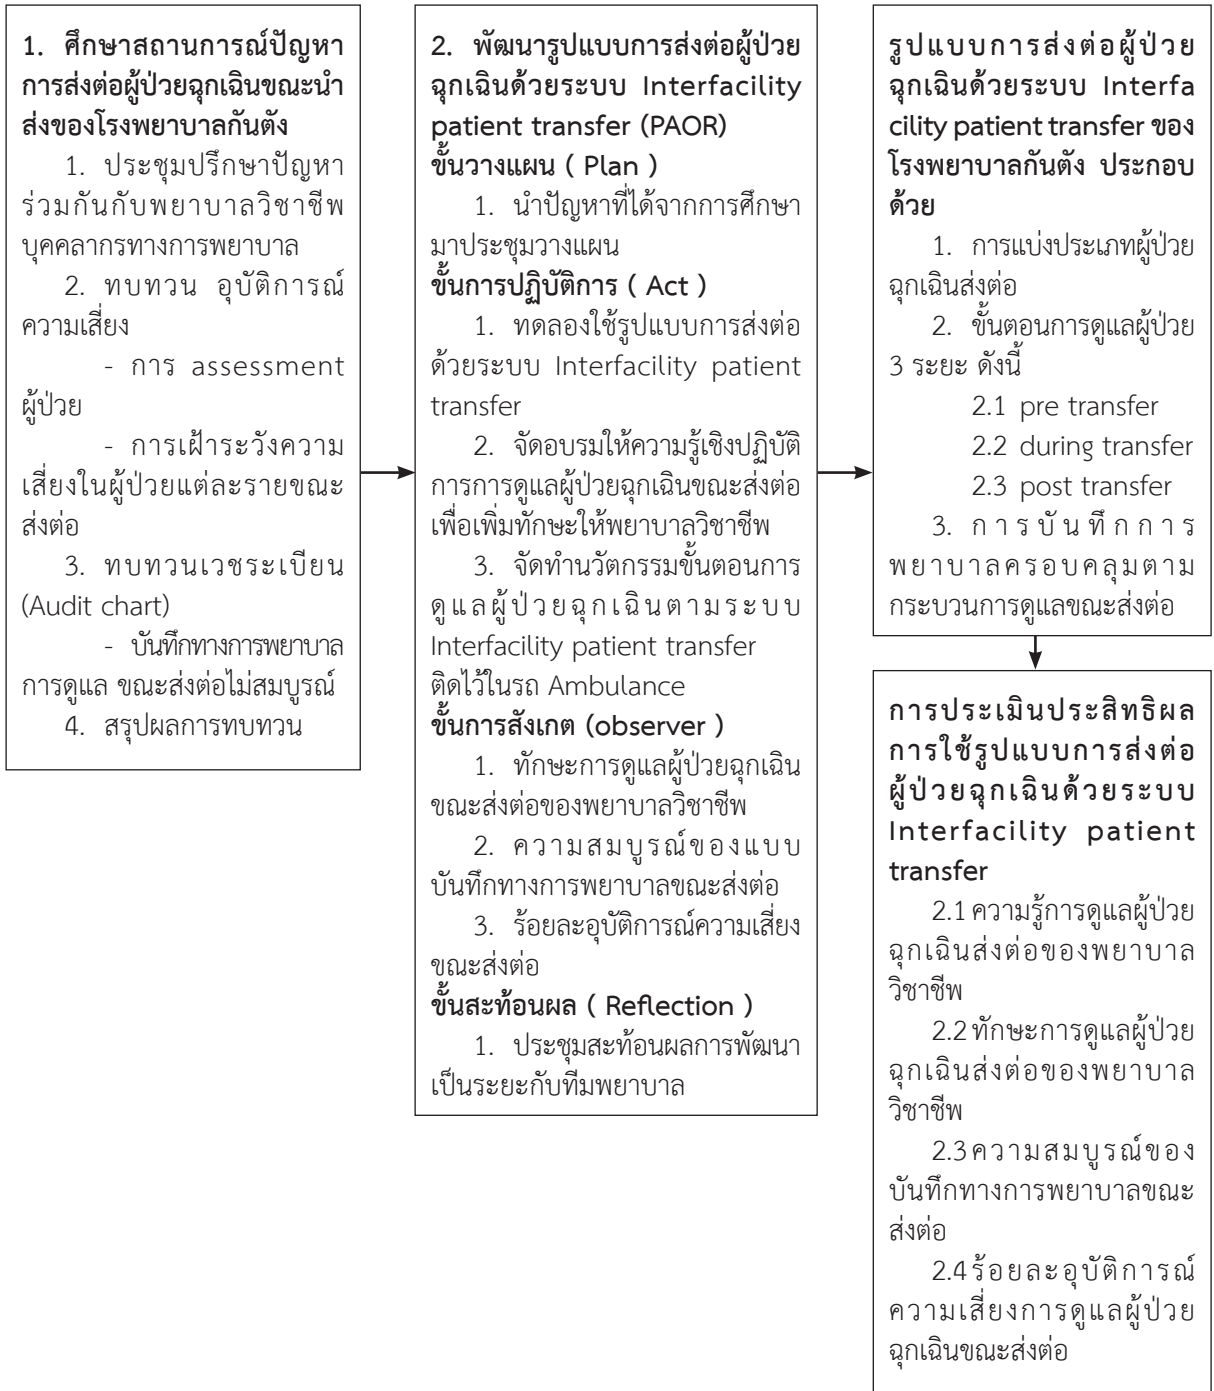 1. ศึกษาสถานการณ์ปัญหา
การส่งต่อผู้ป่วยฉุกเฉินขณะนำ
ส่งของโรงพยาบาลกันตัง
1. ประชุมปรึกษาปัญหา
ร่วมกันกับพยาบาลวิชาชีพ
บุคคลากรทางการพยาบาล
2. ทบทวน อุบัติการณ์
ความเสี่ยง
- การ assessment
ผู้ป่วย
- การเฝ้าระวังความ
เสี่ยงในผู้ป่วยแต่ละรายขณะ
ส่งต่อ
3. ทบทวนเวชระเบียน
(Audit chart)
- บันทึกทางการพยาบาล
การดูแล ขณะส่งต่อไม่สมบูรณ์
4. สรุปผลการทบทวน
2. พัฒนารูปแบบการส่งต่อผู้ป่วย
ฉุกเฉินด้วยระบบ Interfacility
patient transfer (PAOR)
ขั้นวางแผน ( Plan )
1. นำปัญหาที่ได้จากการศึกษา
มาประชุมวางแผน
ขั้นการปฏิบัติการ ( Act )
1. ทดลองใช้รูปแบบการส่งต่อ
ด้วยระบบ Interfacility patient
transfer
2. จัดอบรมให้ความรู้เชิงปฏิบัติ
การการดูแลผู้ป่วยฉุกเฉินขณะส่งต่อ
เพื่อเพิ่มทักษะให้พยาบาลวิชาชีพ
3. จัดทำนวัตกรรมขั้นตอนการ
ดูแลผู้ป่วยฉุกเฉินตามระบบ
Interfacility patient transfer
ติดไว้ในรถ Ambulance
ขั้นการสังเกต (observer )
1. ทักษะการดูแลผู้ป่วยฉุกเฉิน
ขณะส่งต่อของพยาบาลวิชาชีพ
2. ความสมบูรณ์ของแบบ
บันทึกทางการพยาบาลขณะส่งต่อ
3. ร้อยละอุบัติการณ์ความเสี่ยง
ขณะส่งต่อ
ขั้นสะท้อนผล ( Reflection )
1. ประชุมสะท้อนผลการพัฒนา
เป็นระยะกับทีมพยาบาล
รูปแบบการส่งต่อผู้ป่วย
ฉุกเฉินด้วยระบบ Interfa
cility patient transfer ของ
โรงพยาบาลกันตัง ประกอบ
ด้วย
1. การแบ่งประเภทผู้ป่วย
ฉุกเฉินส่งต่อ
2. ขั้นตอนการดูแลผู้ป่วย
3 ระยะ ดังนี้
2.1 pre transfer
2.2 during transfer
2.3 post transfer
3. การบันทึกการ
พยาบาลครอบคลุมตาม
กระบวนการดูแลขณะส่งต่อ
การประเมินประสิทธิผล
การใช้รูปแบบการส่งต่อ
ผู้ป่วยฉุกเฉินด้วยระบบ
Interfacility patient
transfer
2.1 ความรู้การดูแลผู้ป่วย
ฉุกเฉินส่งต่อของพยาบาล
วิชาชีพ
2.2 ทักษะการดูแลผู้ป่วย
ฉุกเฉินส่งต่อของพยาบาล
วิชาชีพ
2.3 ความสมบูรณ์ของ
บันทึกทางการพยาบาลขณะ
ส่งต่อ
2.4 ร้อยละอุบัติการณ์
ความเสี่ยงการดูแลผู้ป่วย
ฉุกเฉินขณะส่งต่อ